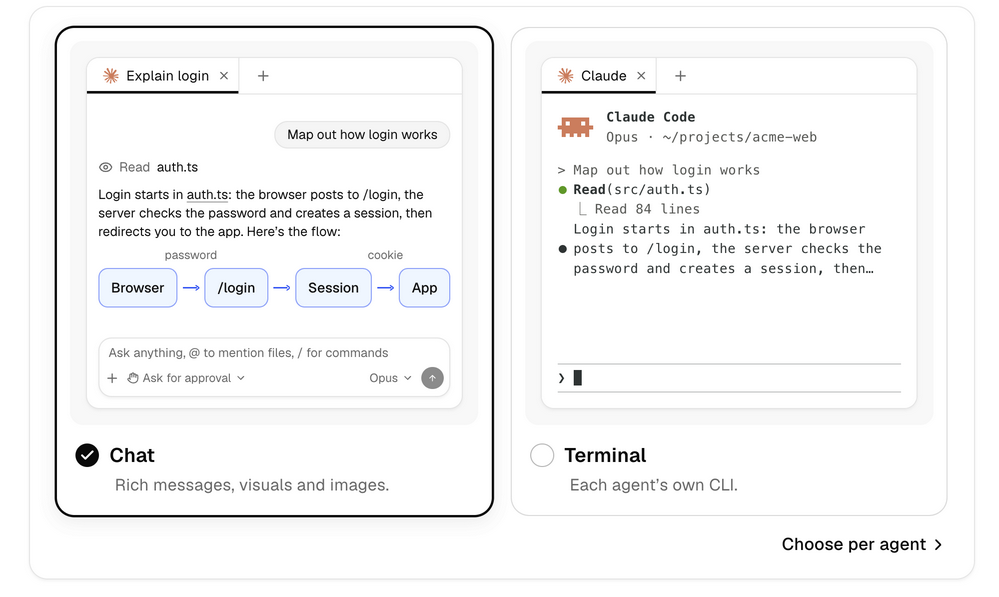 Explain login
Map out how login works
Read auth.ts
Login starts in auth.ts: the browser posts to /login, the
server checks the password and creates a session, then
redirects you to the app. Here's the flow:
password
cookie
Browser
/login
Session
App
Ask anything, @ to mention files, / for commands
Ask for approval
Opus
Chat
Rich messages, visuals and images.
Claude
Claude Code
Opus · ~/projects/acme-web
> Map out how login works
Read(src/auth.ts)
Read 84 lines
Login starts in auth.ts: the browser
posts to /login, the server checks the
password and creates a session, then…
Terminal
Each agent's own CLI.
Choose per agent